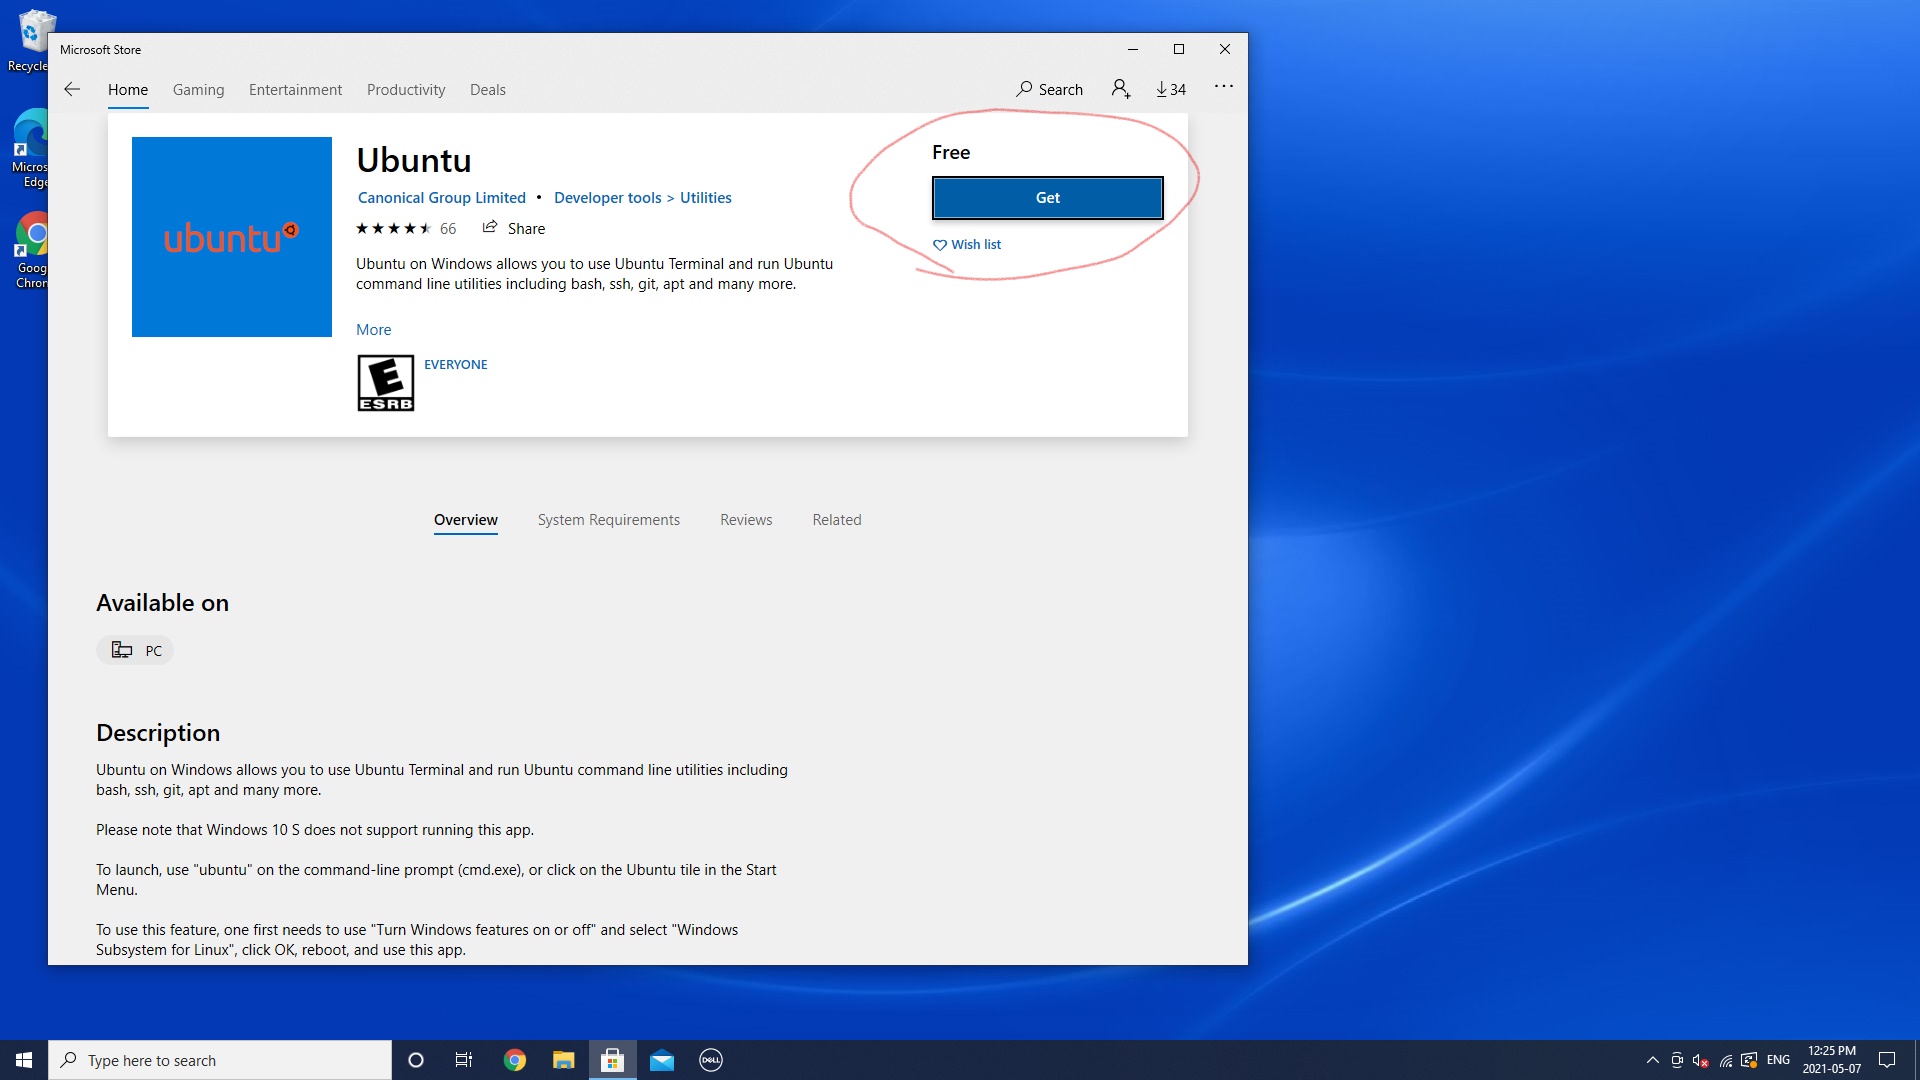 Recycle
Microsoft Store
Home Gaming Entertainment Productivity Deals Search 34
Micros
Edge
Goog
Chron
ubuntu
Ubuntu
Canonical Group Limited • Developer tools > Utilities
66 Share
Ubuntu on Windows allows you to use Ubuntu Terminal and run Ubuntu
command line utilities including bash, ssh, git, apt and many more.
More
E
ESRB
EVERYONE
Free
Get
Wish list
Overview System Requirements Reviews Related
Available on
PC
Description
Ubuntu on Windows allows you to use Ubuntu Terminal and run Ubuntu command line utilities including
bash, ssh, git, apt and many more.
Please note that Windows 10 S does not support running this app.
To launch, use "ubuntu" on the command-line prompt (cmd.exe), or click on the Ubuntu tile in the Start
Menu.
To use this feature, one first needs to use "Turn Windows features on or off" and select "Windows
Subsystem for Linux", click OK, reboot, and use this app.
Type here to search
DELL
ENG
12:25 PM
2021-05-07